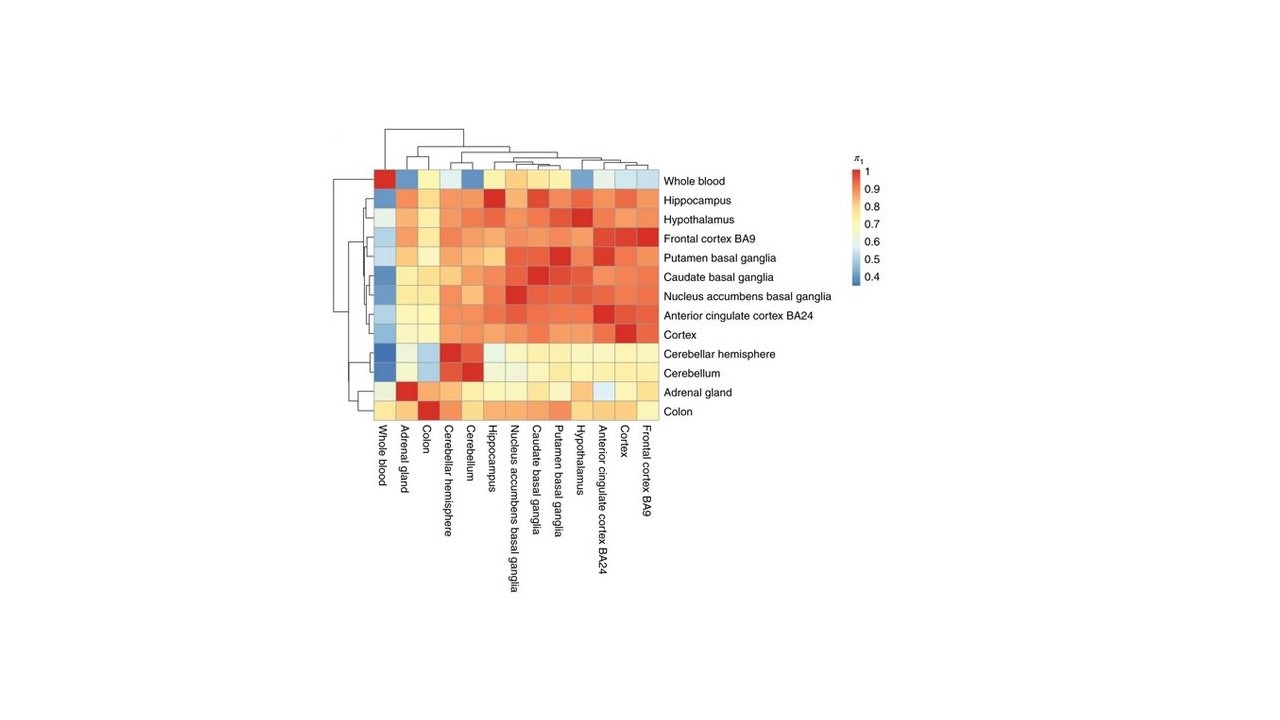 π1
1
0.9
0.8
0.7
0.6
0.5
0.4
Whole blood
Hippocampus
Hypothalamus
Frontal cortex BA9
Putamen basal ganglia
Caudate basal ganglia
Nucleus accumbens basal ganglia
Anterior cingulate cortex BA24
Cortex
Cerebellar hemisphere
Cerebellum
Adrenal gland
Colon
Whole blood
Adrenal gland
Colon
Cerebellar hemisphere
Cerebellum
Hippocampus
Nucleus accumbens basal ganglia
Caudate basal ganglia
Putamen basal ganglia
Hypothalamus
Anterior cingulate cortex BA24
Cortex
Frontal cortex BA9